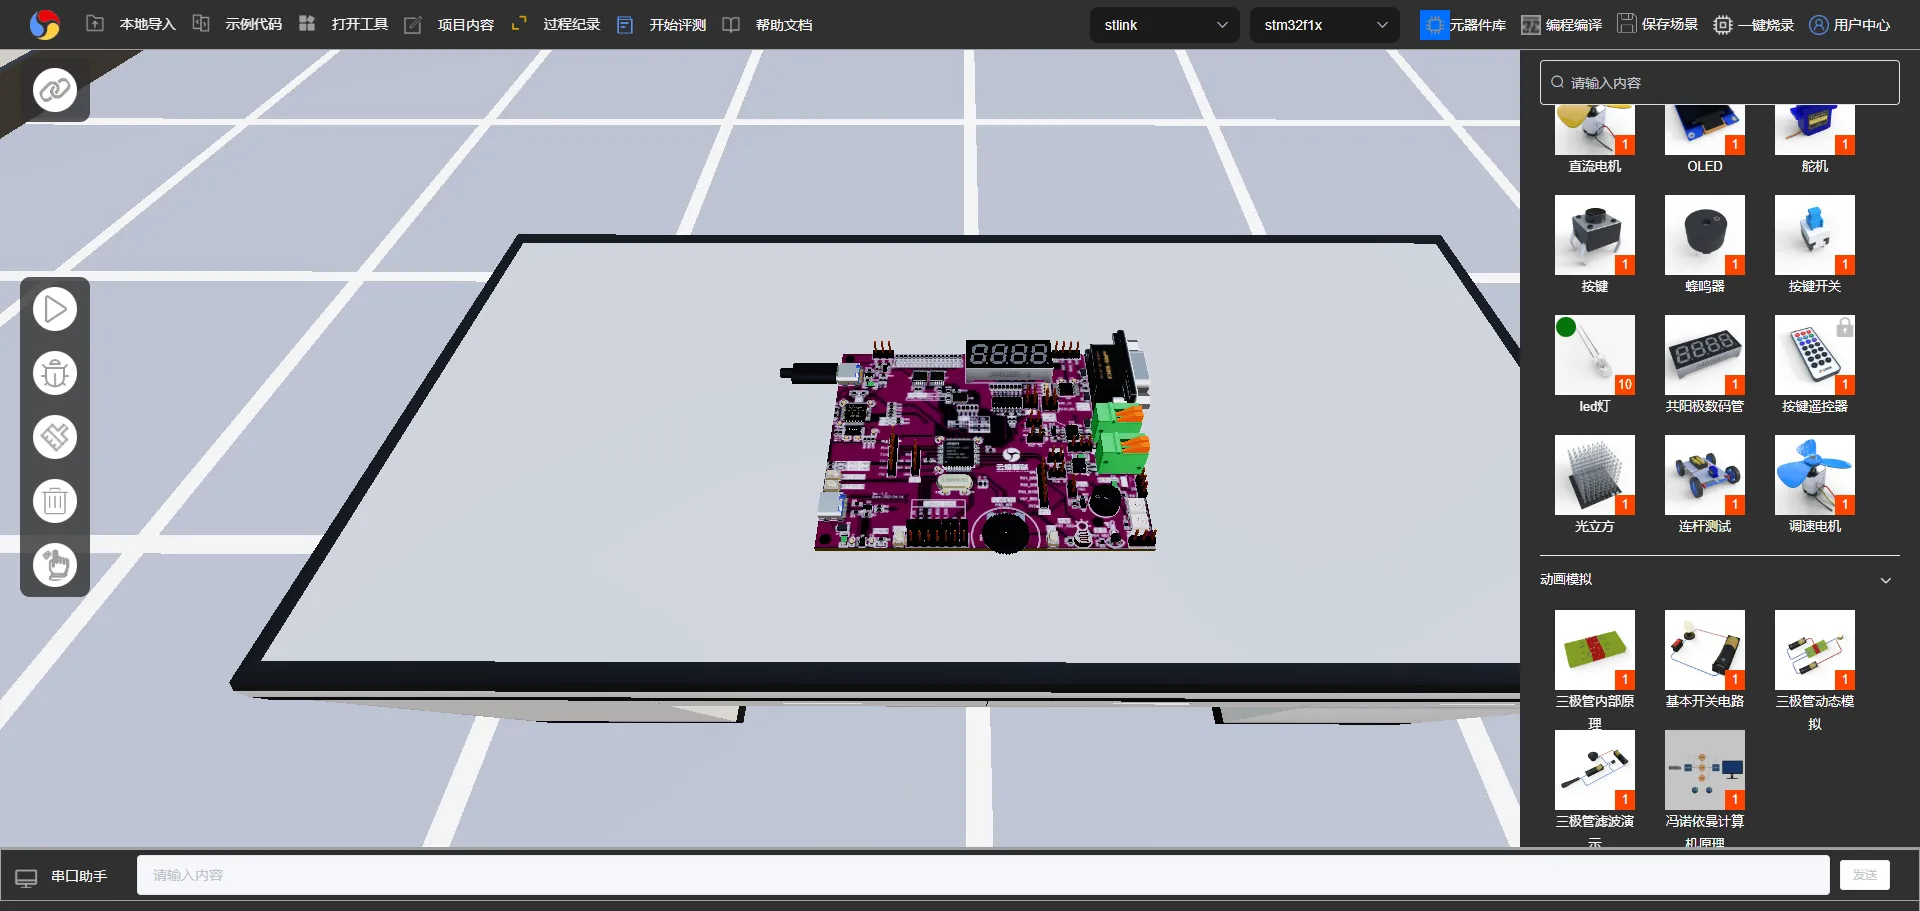 本地导入
示例代码
打开工具
项目内容
过程纪录
开始评测
帮助文档
stlink
stm32f1x
元器件库
编程编译
保存场景
一键烧录
用户中心
请输入内容
1
1
1
直流电机
OLED
舵机
1
1
1
按键
蜂鸣器
按键开关
10
1
1
led灯
共阳极数码管
按键遥控器
1
1
1
光立方
连杆测试
调速电机
动画模拟
1
1
1
三极管内部原理
基本开关电路
三极管动态模拟
1
1
三极管滤波演示
冯诺依曼计算机原理
串口助手
请输入内容
发送